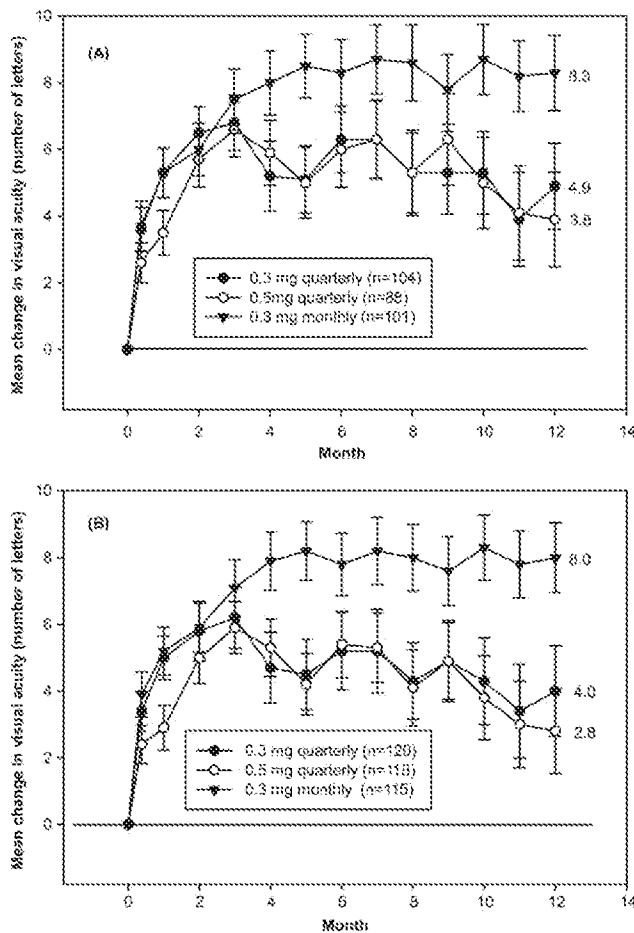 Mean change in visual acuity (number of letters)
10
8
6
4
2
0
(A)
8.3
4.9
3.8
0.3 mg quarterly (n=104)
0.5mg quarterly (n=88)
0.3 mg monthly (n=101)
0 2 4 6 8 10 12 14
Month
Mean change in visual acuity (number of letters)
10
8
6
4
2
0
(B)
8.0
4.0
2.8
0.3 mg quarterly (n=120)
0.5 mg quarterly (n=118)
0.3 mg monthly (n=115)
0 2 4 6 8 10 12 14
Month